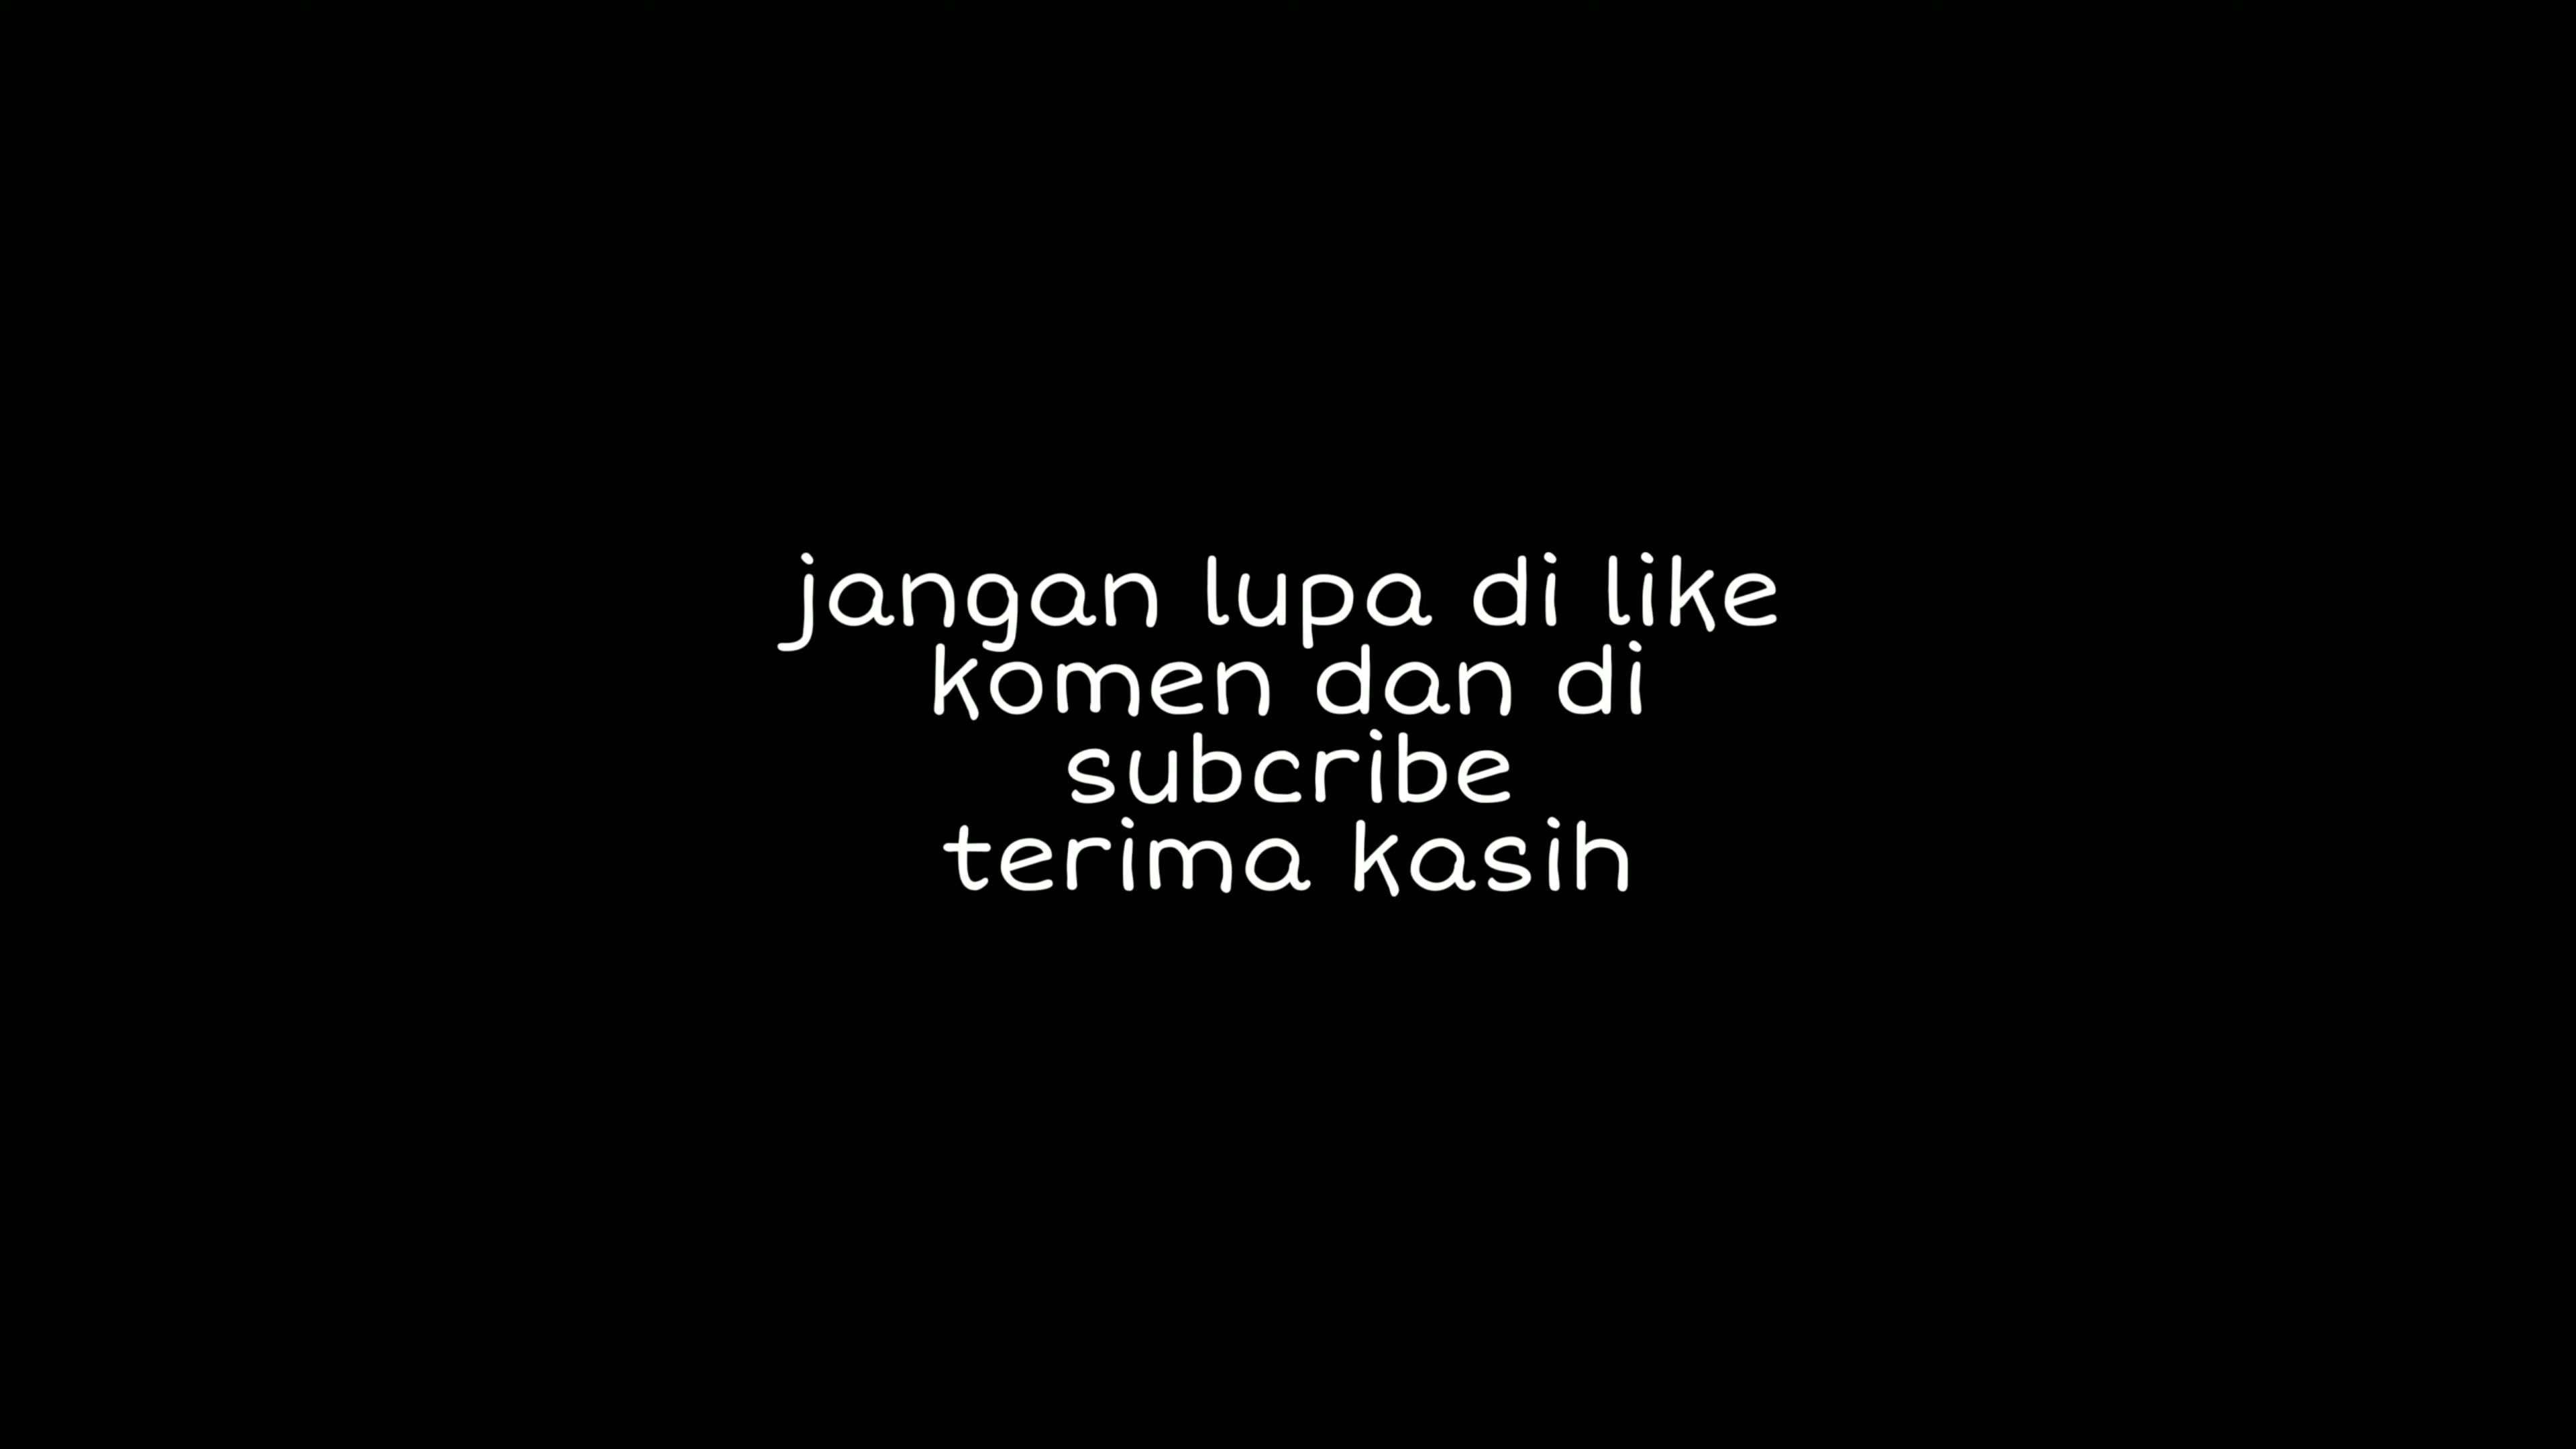 jangan lupa di like
komen dan di
subcribe
terima kasih